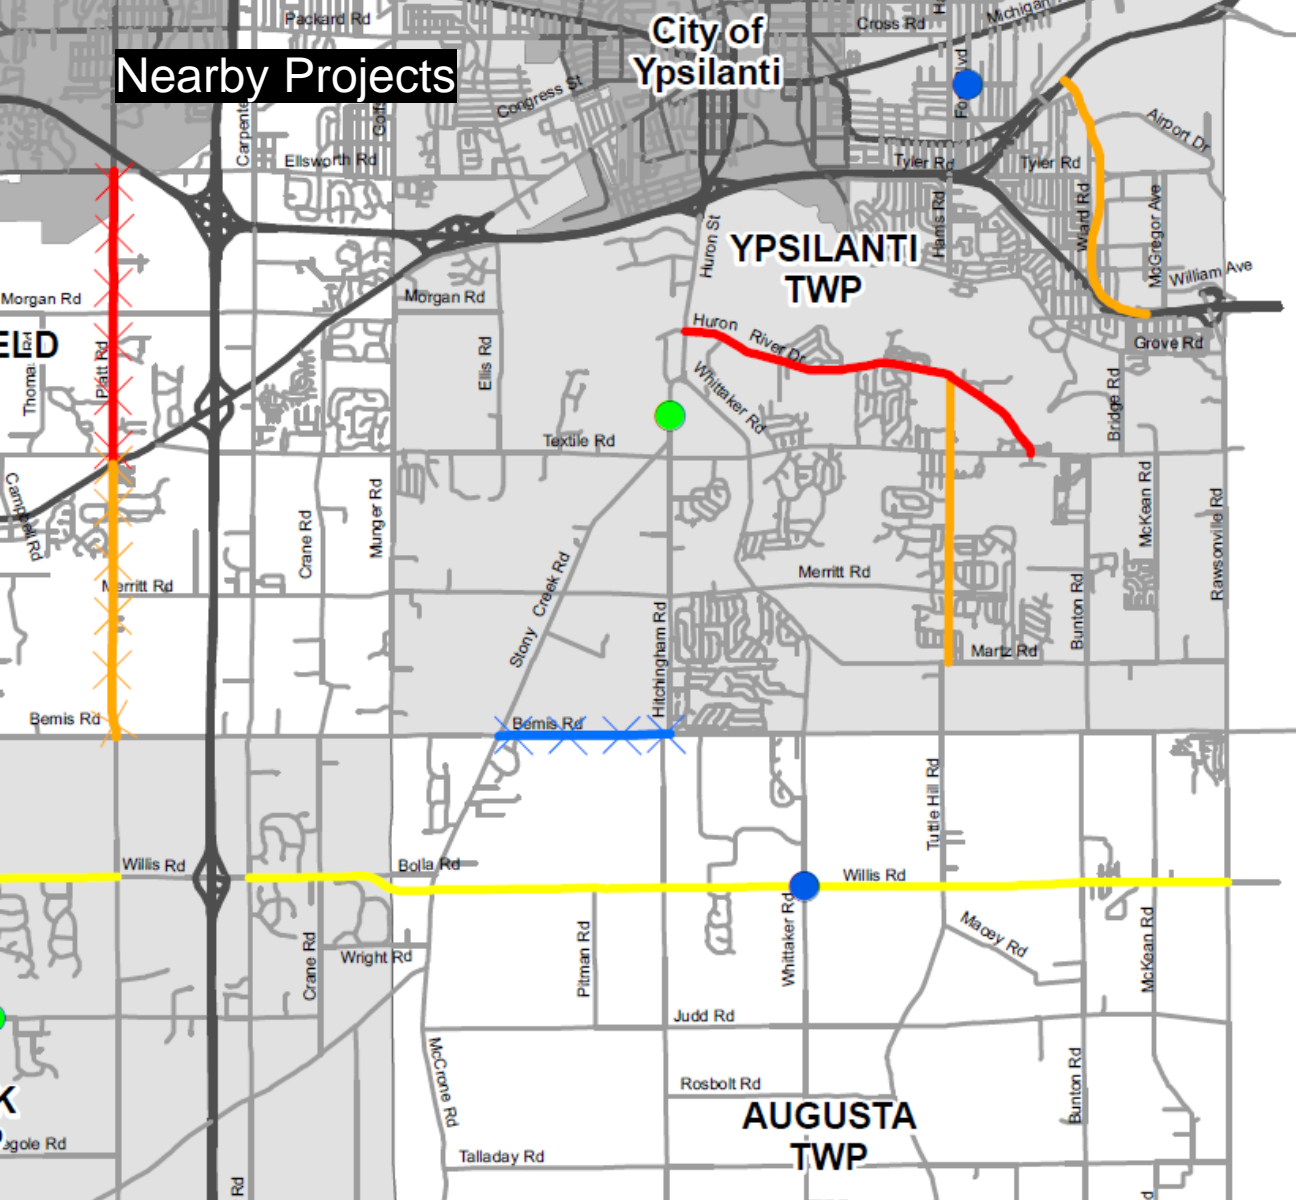 Packard Rd
Cross Rd
Michigan
City of
Ypsilanti
Nearby Projects
Congress St
Airport Dr
Ellsworth Rd
Tyler Rd
Tyler Rd
Harris Rd
Wiard Rd
McGregor Ave
Huron St
YPSILANTI
TWP
William Ave
Morgan Rd
Morgan Rd
Huron River Dr
Grove Rd
ELD
Platt Rd
Ellis Rd
Whittaker Rd
Bridge Rd
Textile Rd
Campbell Rd
Crane Rd
Munger Rd
McKean Rd
Rawsonville Rd
Merritt Rd
Merritt Rd
Stony Creek Rd
Hitchingham Rd
Bunton Rd
Martz Rd
Bemis Rd
Bemis Rd
Tuttle Hill Rd
Willis Rd
Bolla Rd
Willis Rd
Crane Rd
Wright Rd
Pitman Rd
Whittaker Rd
Macey Rd
McKean Rd
Judd Rd
McCrone Rd
Rosbolt Rd
Bunton Rd
K
AUGUSTA
TWP
egole Rd
Talladay Rd
Rd